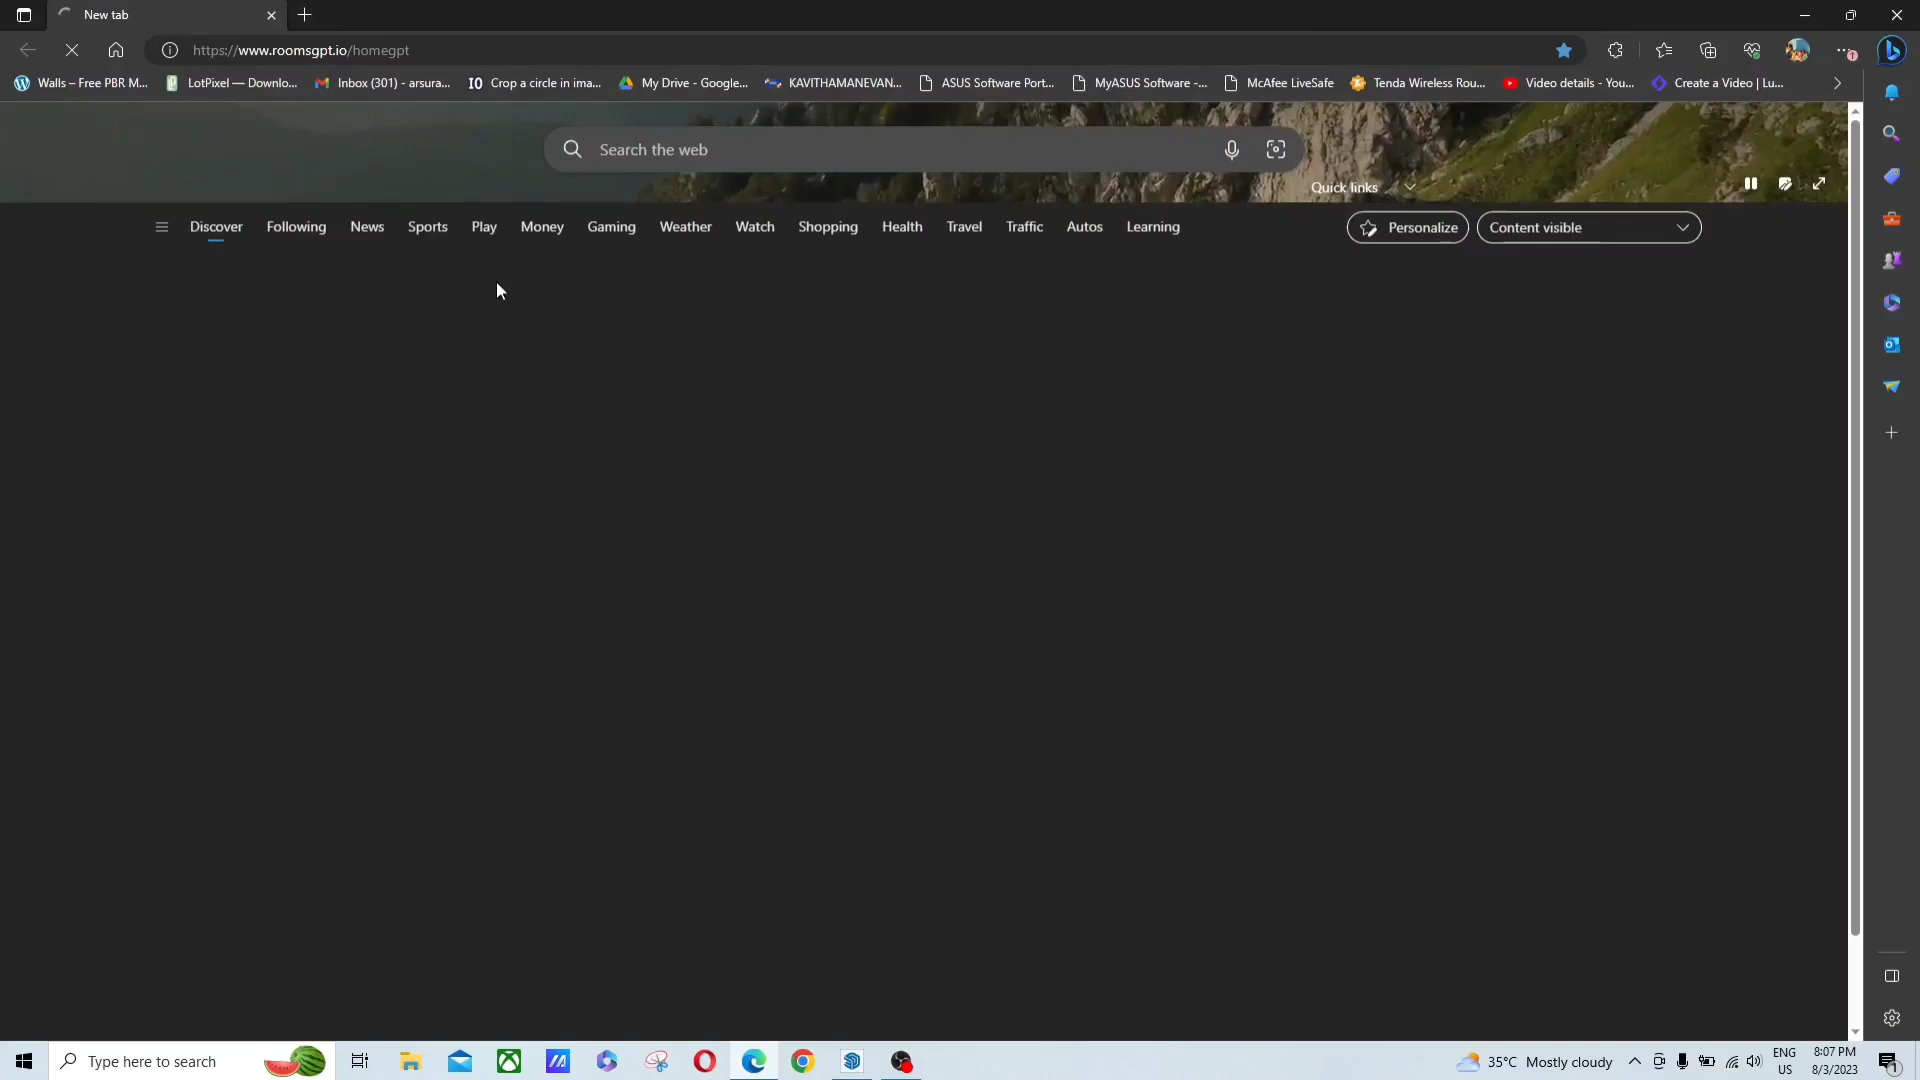 New tab
https://www.roomsgpt.io/homegpt
Walls – Free PBR M... LotPixel — Downlo... Inbox (301) - arsura... IO Crop a circle in ima... My Drive - Google... KAVITHAMANEVAN... ASUS Software Port... MyASUS Software -... McAfee LiveSafe Tenda Wireless Rou... Video details - You... Create a Video | Lu...
Search the web
Quick links
Discover Following News Sports Play Money Gaming Weather Watch Shopping Health Travel Traffic Autos Learning Personalize Content visible
Type here to search 35°C Mostly cloudy ENG US 8:07 PM 8/3/2023 1